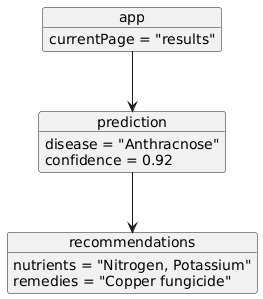 app
currentPage = "results"
prediction
disease = "Anthracnose"
confidence = 0.92
recommendations
nutrients = "Nitrogen, Potassium"
remedies = "Copper fungicide"